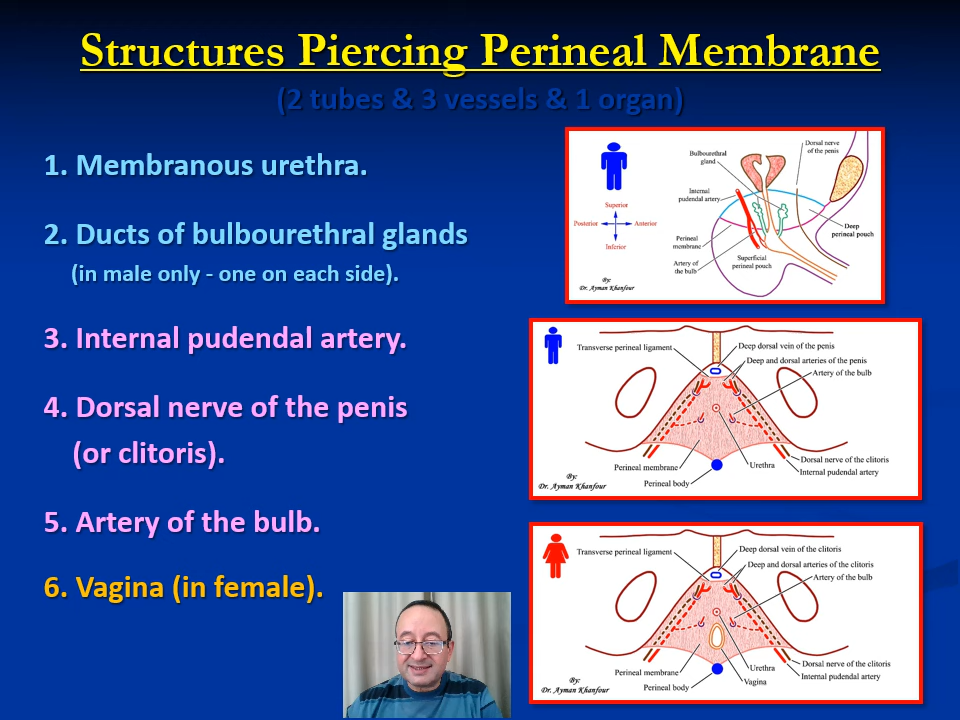 Structures Piercing Perineal Membrane
(2 tubes & 3 vessels & 1 organ)
1. Membranous urethra.
2. Ducts of bulbourethral glands
(in male only - one on each side).
3. Internal pudendal artery.
4. Dorsal nerve of the penis
(or clitoris).
5. Artery of the bulb.
6. Vagina (in female).
Dorsal nerve
of the penis
Bulbourethral
gland
Internal
pudendal artery
Superior
Posterior
Anterior
Inferior
Perineal
membrane
Artery of
the bulb
Superficial
perineal pouch
Deep
perineal pouch
By:
Dr. Ayman Khanfour
Transverse perineal ligament
Deep dorsal vein of the penis
Deep and dorsal arteries of the penis
Artery of the bulb
Perineal membrane
Perineal body
Urethra
Dorsal nerve of the clitoris
Internal pudendal artery
By:
Dr. Ayman Khanfour
Transverse perineal ligament
Deep dorsal vein of the clitoris
Deep and dorsal arteries of the clitoris
Artery of the bulb
Perineal membrane
Perineal body
Urethra
Vagina
Dorsal nerve of the clitoris
Internal pudendal artery
By:
Dr. Ayman Khanfour